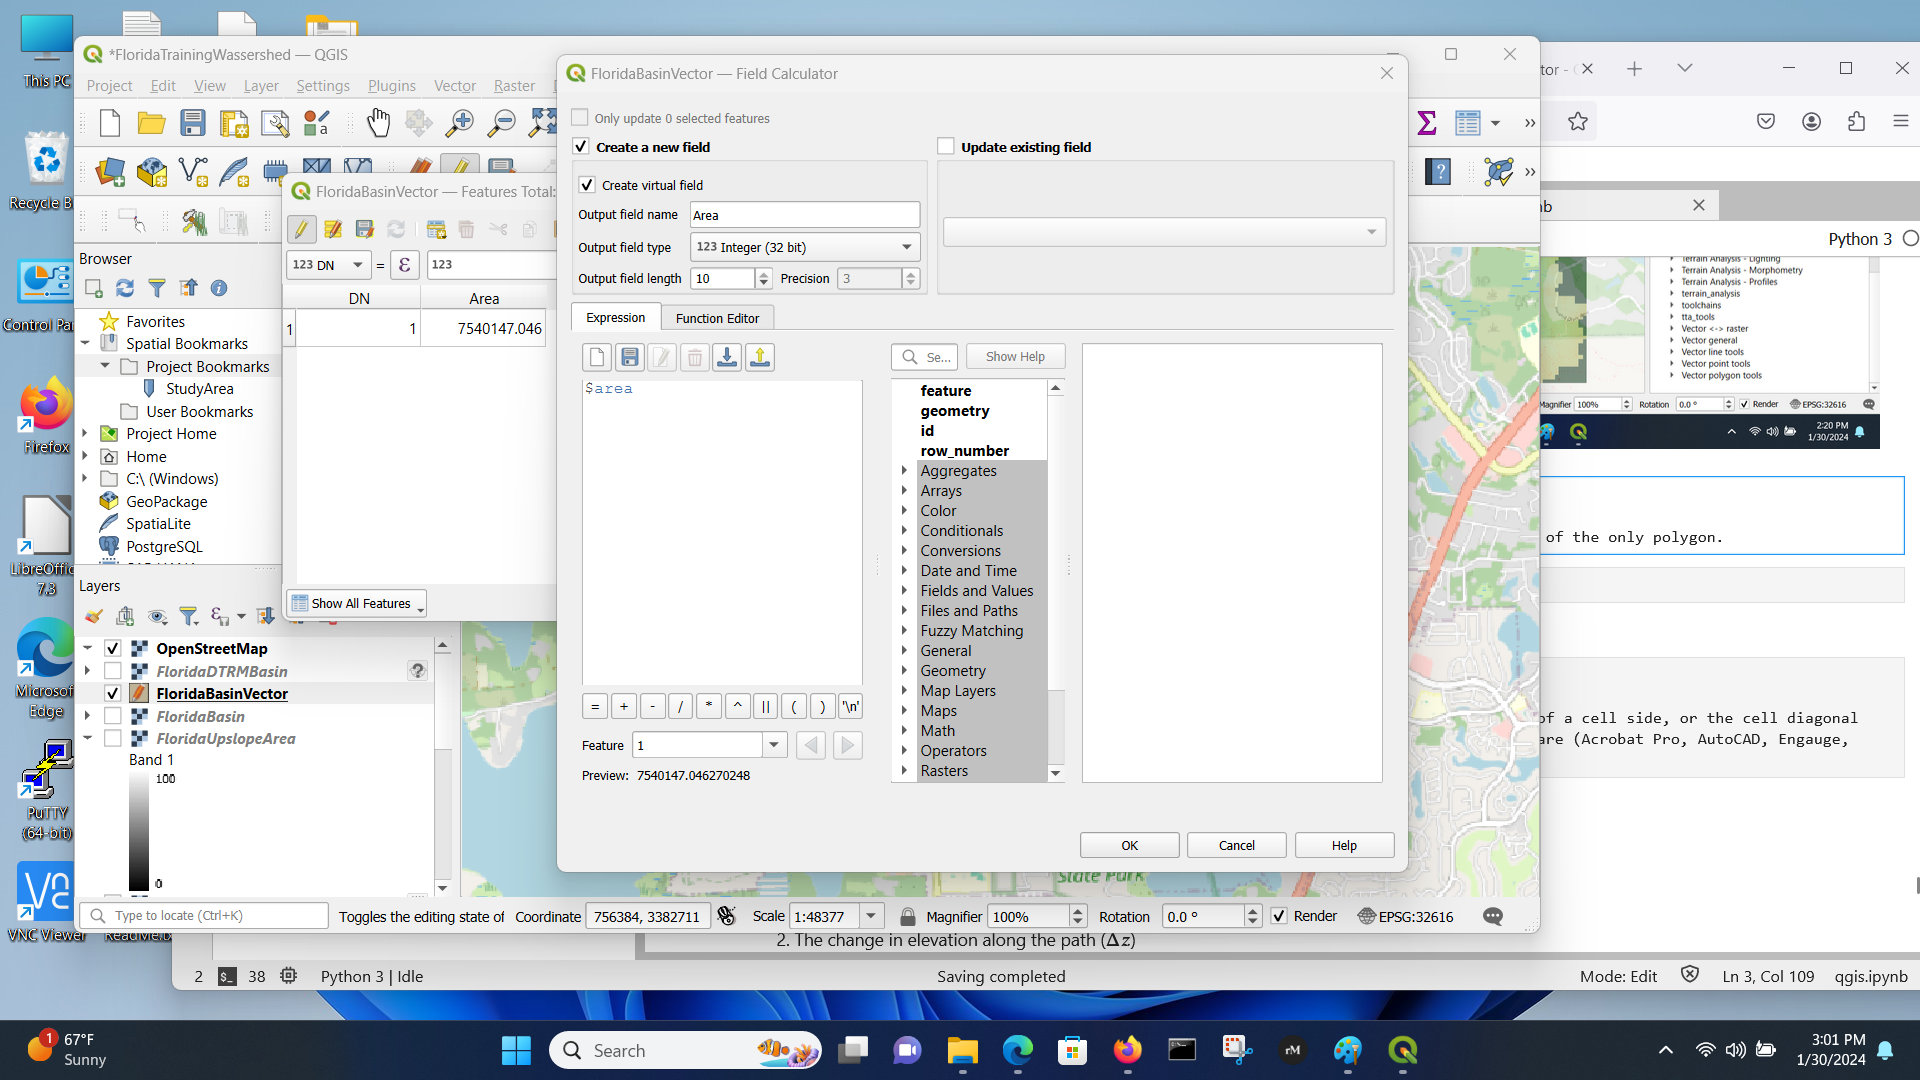 This PC
Recycle B
Control Pa
Firefox
LibreOffic
7.3
Microsof
Edge
PuTTY
(64-bit)
VNC Viewer
*FloridaTrainingWassershed — QGIS
Project Edit View Layer Settings Plugins Vector Raster
FloridaBasinVector — Features Total:
123 DN
=
ε
123
DN Area
1 1 7540147.046
Show All Features
Browser
Favorites
Spatial Bookmarks
Project Bookmarks
StudyArea
User Bookmarks
Project Home
Home
C:\ (Windows)
GeoPackage
SpatiaLite
PostgreSQL
Layers
OpenStreetMap
FloridaDTRMBasin
FloridaBasinVector
FloridaBasin
FloridaUpslopeArea
Band 1
100
0
FloridaBasinVector — Field Calculator
Only update 0 selected features
Create a new field
Update existing field
Create virtual field
Output field name Area
Output field type 123 Integer (32 bit)
Output field length 10 Precision 3
Expression Function Editor
Se... Show Help
$area
feature
geometry
id
row_number
Aggregates
Arrays
Color
Conditionals
Conversions
Date and Time
Fields and Values
Files and Paths
Fuzzy Matching
General
Geometry
Map Layers
Maps
Math
Operators
Rasters
= + - / * ^ || ( ) '\n'
Feature 1
Preview: 7540147.046270248
OK Cancel Help
State Park
Type to locate (Ctrl+K) Toggles the editing state of Coordinate 756384, 3382711 Scale 1:48377 Magnifier 100% Rotation 0.0 ° Render EPSG:32616
2. The change in elevation along the path (Δz)
2 $_ 38 Python 3 | Idle Saving completed Mode: Edit Ln 3, Col 109 qgis.ipynb
tor -
nb
Python 3
Terrain Analysis - Lighting
Terrain Analysis - Morphometry
Terrain Analysis - Profiles
terrain_analysis
toolchains
tta_tools
Vector <-> raster
Vector general
Vector line tools
Vector point tools
Vector polygon tools
Magnifier 100% Rotation 0.0 ° Render EPSG:32616
2:20 PM
1/30/2024
of the only polygon.
of a cell side, or the cell diagonal
are (Acrobat Pro, AutoCAD, Engauge,
1
67°F
Sunny
Search
rM
3:01 PM
1/30/2024